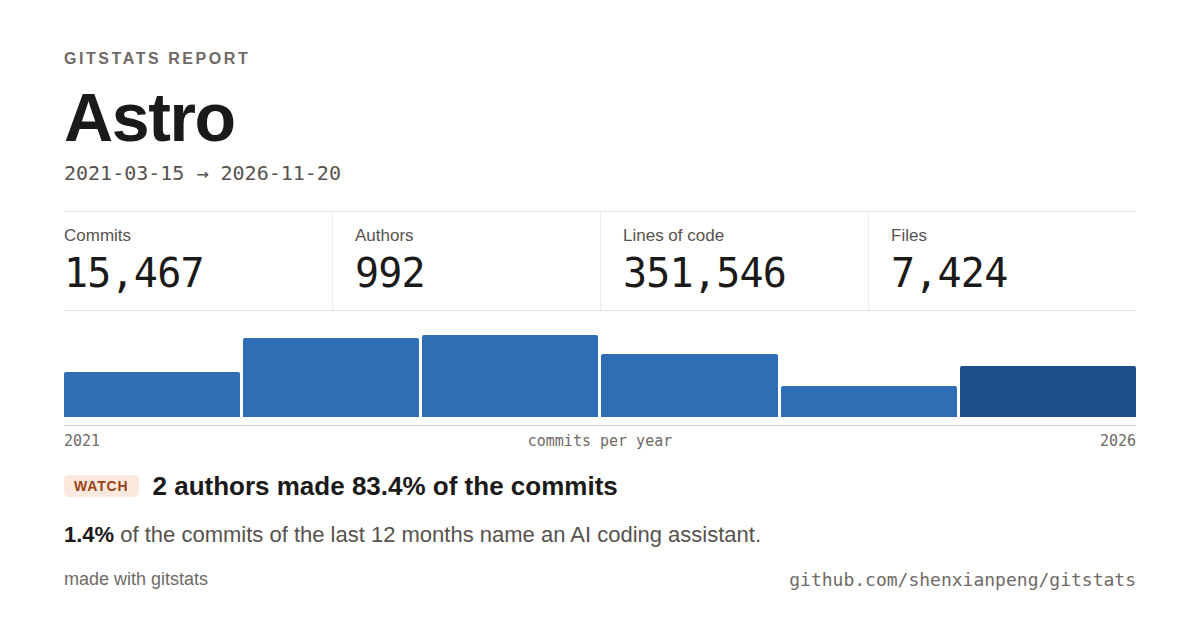 GITSTATS REPORT
Astro
2021-03-15 → 2026-11-20
Commits
15,467
Authors
992
Lines of code
351,546
Files
7,424
2021
commits per year
2026
WATCH 2 authors made 83.4% of the commits
1.4% of the commits of the last 12 months name an AI coding assistant.
made with gitstats
github.com/shenxianpeng/gitstats